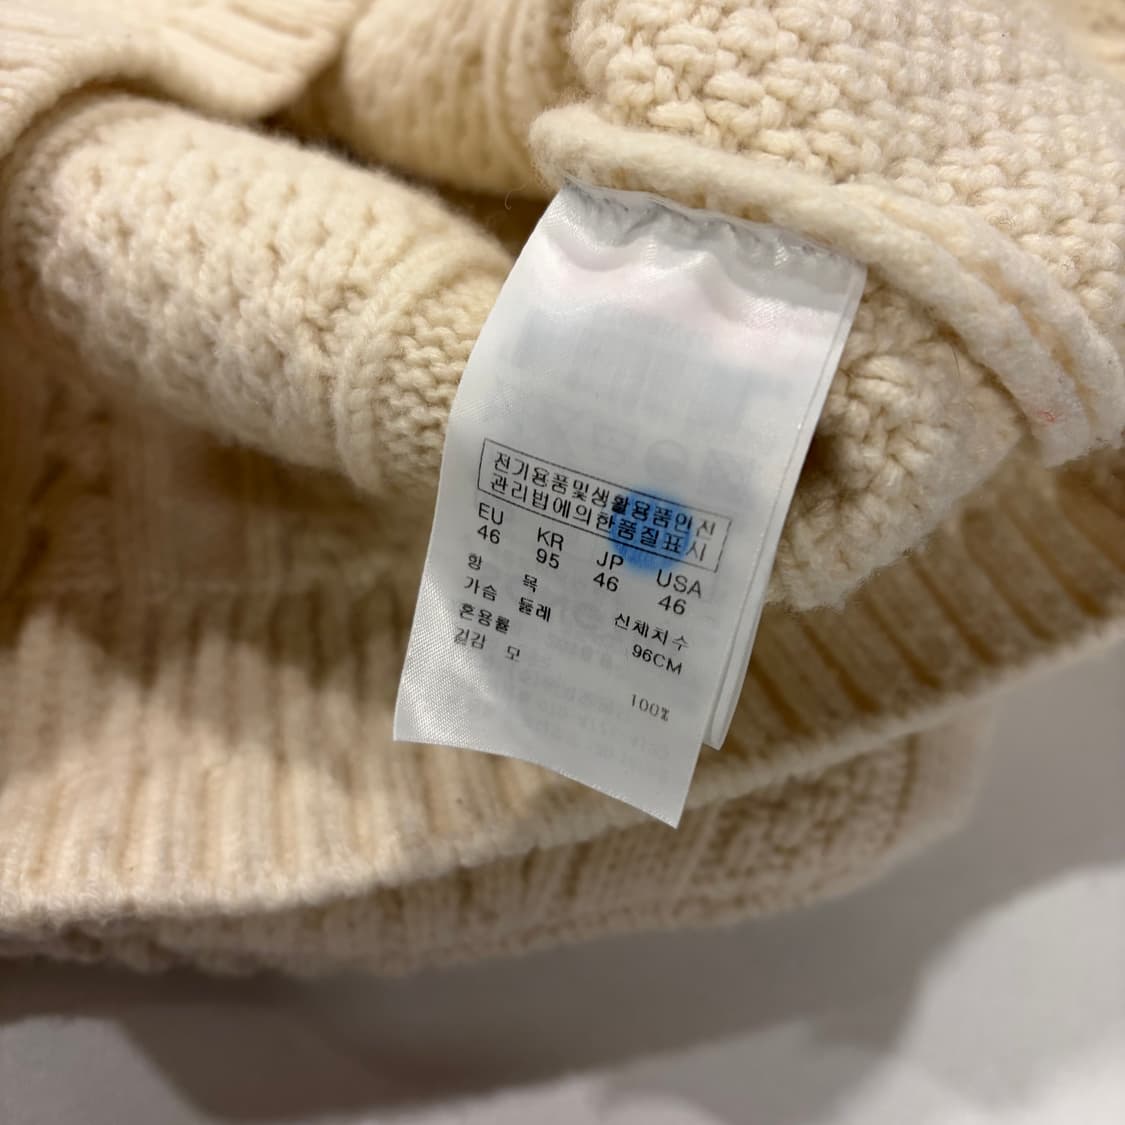 전기용품및생활용품안전
관리법에의한품질표시
EU KR JP USA
46 95 46 46
항 목 신체치수
가슴 둘레 96CM
혼용률
겉감 모 100%